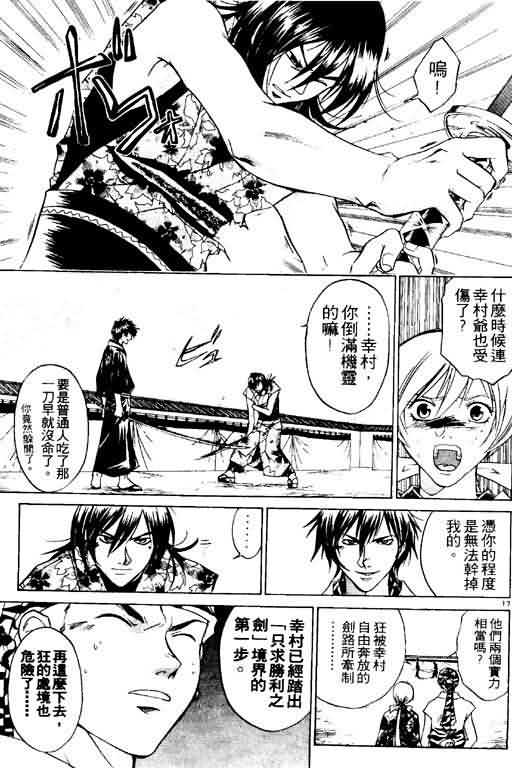 嗚！
ボワォ
什麼時候連
幸村爺也受
傷了？
……幸村，
你倒滿機靈
的嘛！
ビッ
要是普通人吃了那
一刀早就沒命了。
你竟然躲開了。
憑你的程度
是無法幹掉
我的。
……
17
他們兩個實力
相當嗎？
狂被幸村
自由奔放的
劍路所牽制
幸村已經踏出
「只求勝利之
劍」境界的
第一步。
再這麼下去，
狂的處境也
危險了……